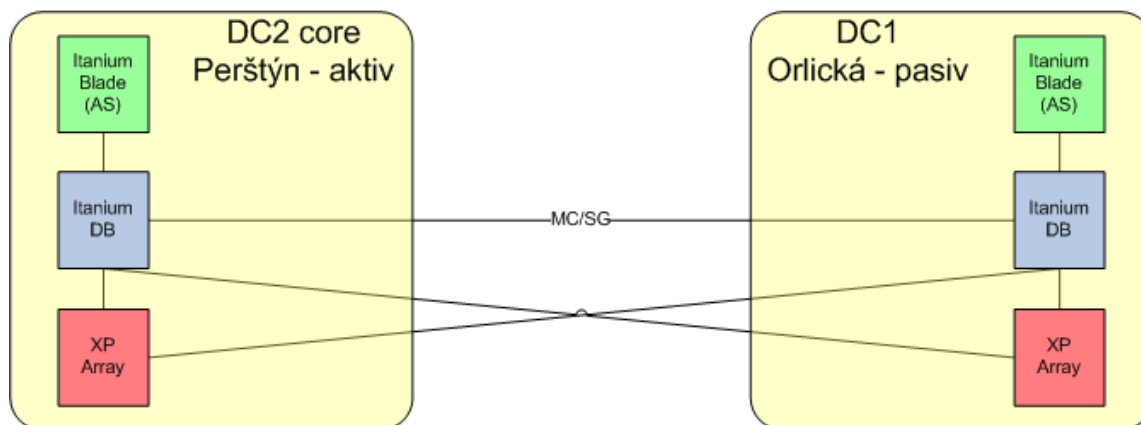 DC2 core
Perštýn - aktiv
Itanium
Blade
(AS)
Itanium
DB
XP
Array
MC/SG
DC1
Orlická - pasiv
Itanium
Blade
(AS)
Itanium
DB
XP
Array